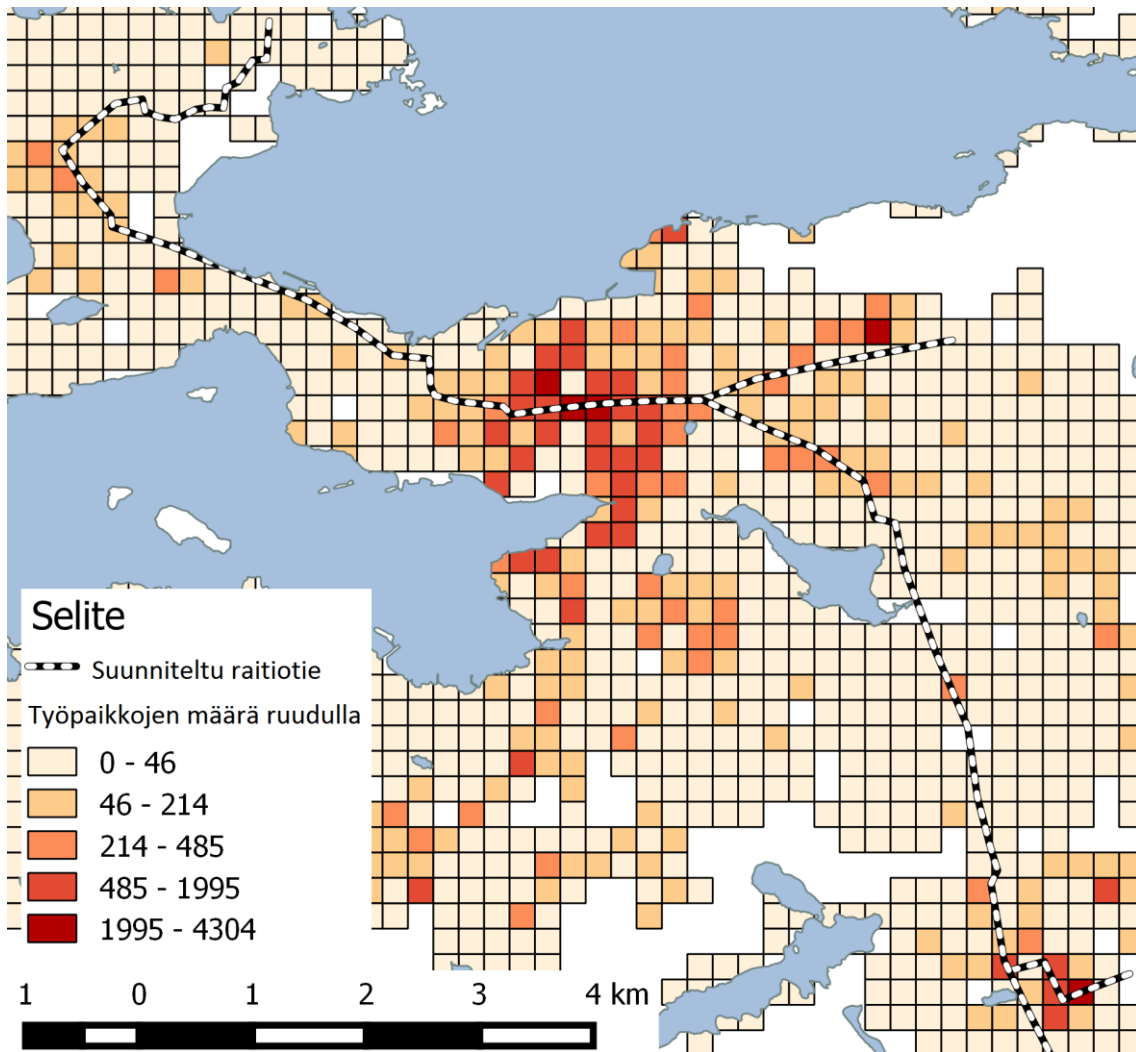 Selite
Suunniteltu raitiotie
Työpaikkojen määrä ruudulla
0 - 46
46 - 214
214 - 485
485 - 1995
1995 - 4304
1 0 1 2 3 4 km